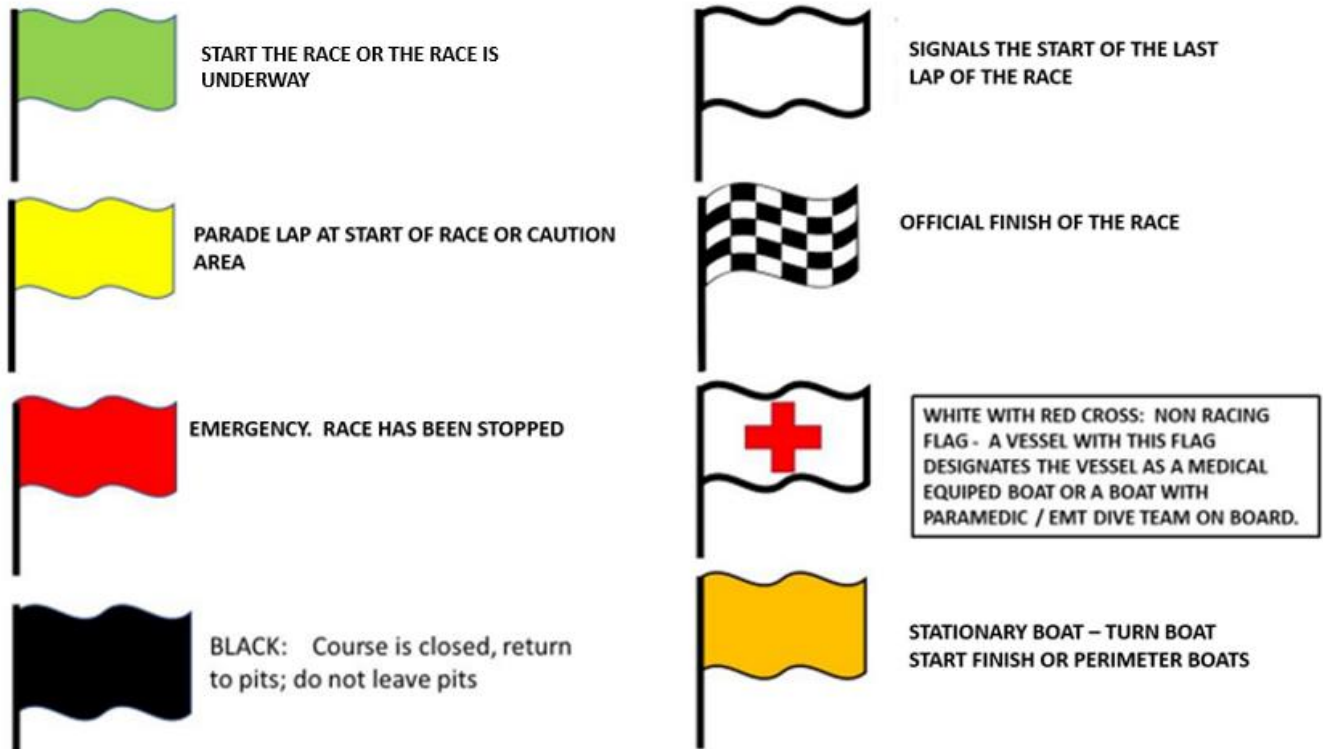 START THE RACE OR THE RACE IS
UNDERWAY
PARADE LAP AT START OF RACE OR CAUTION
AREA
EMERGENCY.  RACE HAS BEEN STOPPED
BLACK:    Course is closed, return
to pits; do not leave pits
SIGNALS THE START OF THE LAST
LAP OF THE RACE
OFFICIAL FINISH OF THE RACE
WHITE WITH RED CROSS:  NON RACING
FLAG -  A VESSEL WITH THIS FLAG
DESIGNATES THE VESSEL AS A MEDICAL
EQUIPED BOAT OR A BOAT WITH
PARAMEDIC / EMT DIVE TEAM ON BOARD.
STATIONARY BOAT – TURN BOAT
START FINISH OR PERIMETER BOATS